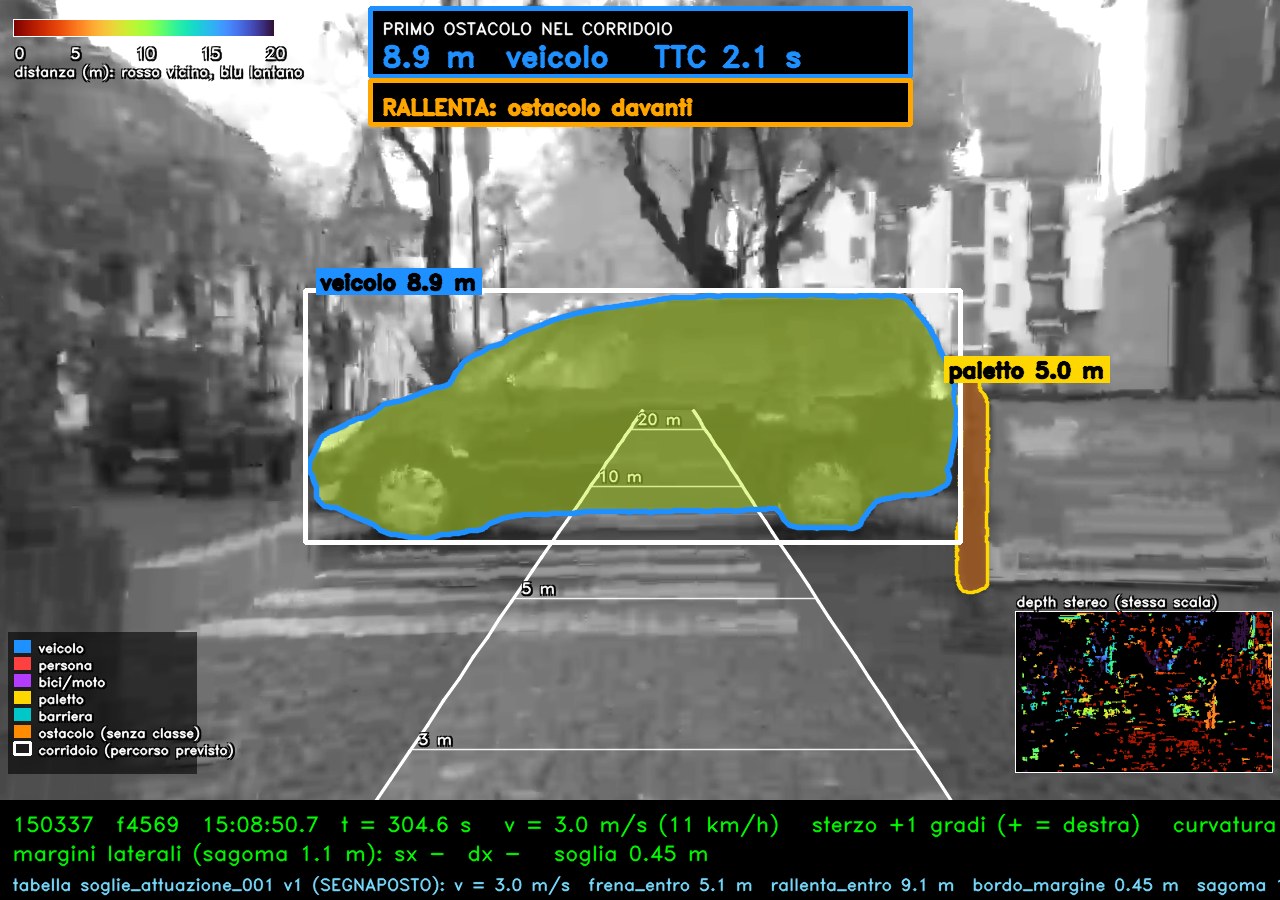 0 5 10 15 20
distanza (m): rosso vicino, blu lontano
PRIMO OSTACOLO NEL CORRIDOIO
8.9 m veicolo TTC 2.1 s
RALLENTA: ostacolo davanti
veicolo 8.9 m
paletto 5.0 m
20 m
10 m
5 m
3 m
depth stereo (stessa scala)
veicolo
persona
bici/moto
paletto
barriera
ostacolo (senza classe)
corridoio (percorso previsto)
150337 f4569 15:08:50.7 t = 304.6 s v = 3.0 m/s (11 km/h) sterzo +1 gradi (+ = destra) curvatura
margini laterali (sagoma 1.1 m): sx - dx - soglia 0.45 m
tabella soglie_attuazione_001 v1 (SEGNAPOSTO): v = 3.0 m/s frena_entro 5.1 m rallenta_entro 9.1 m bordo_margine 0.45 m sagoma